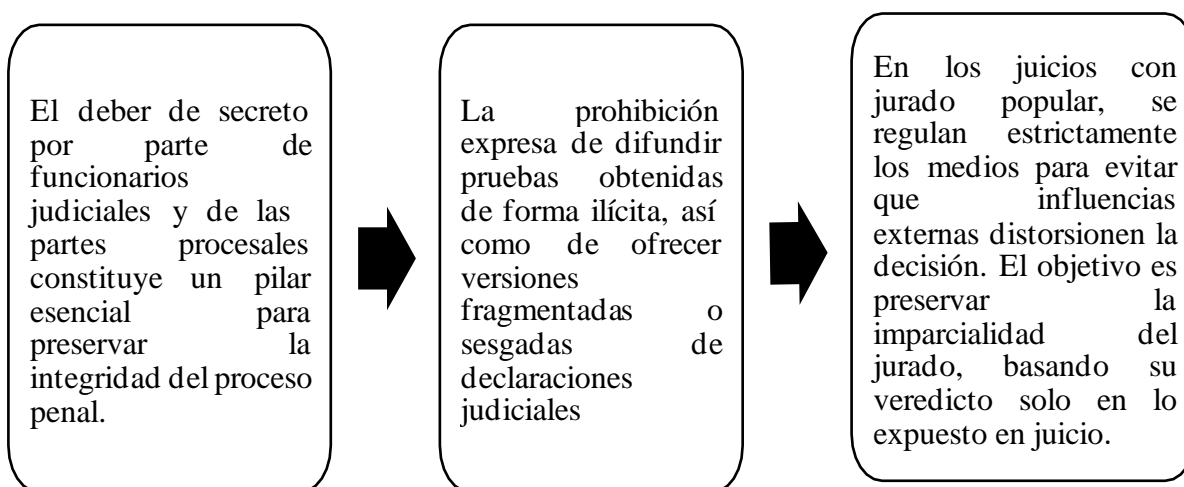 El deber de secreto
por parte de
funcionarios
judiciales y de las
partes procesales
constituye un pilar
esencial para
preservar la
integridad del proceso
penal.
La prohibición
expresa de difundir
pruebas obtenidas
de forma ilícita, así
como de ofrecer
versiones
fragmentadas o
sesgadas de
declaraciones
judiciales
En los juicios con
jurado popular, se
regulan estrictamente
los medios para evitar
que influencias
externas distorsionen la
decisión. El objetivo es
preservar la
imparcialidad del
jurado, basando su
veredicto solo en lo
expuesto en juicio.